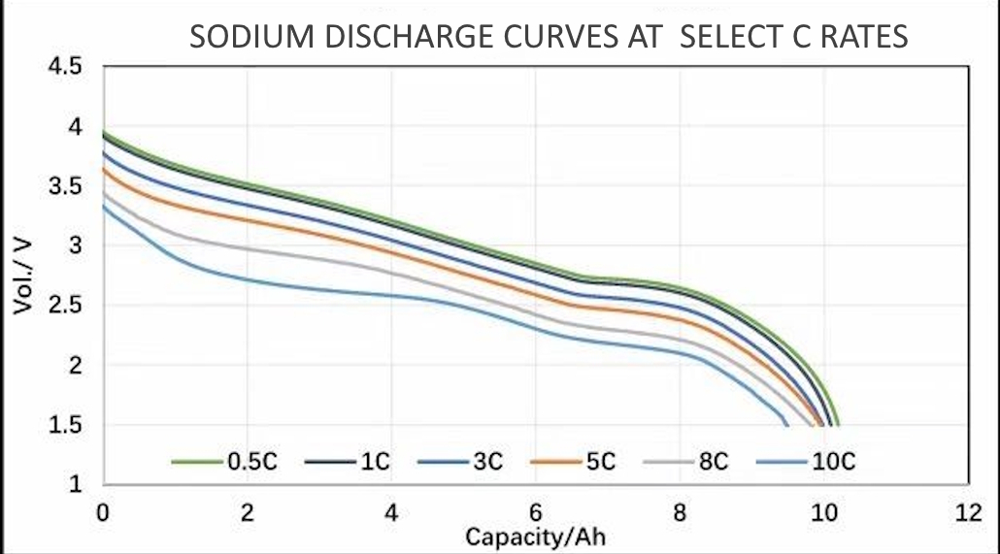 SODIUM DISCHARGE CURVES AT SELECT C RATES
4.5
4
3.5
3
2.5
2
1.5
1
Vol./ V
0.5C 1C 3C 5C 8C 10C
0 2 4 6 8 10 12
Capacity/Ah